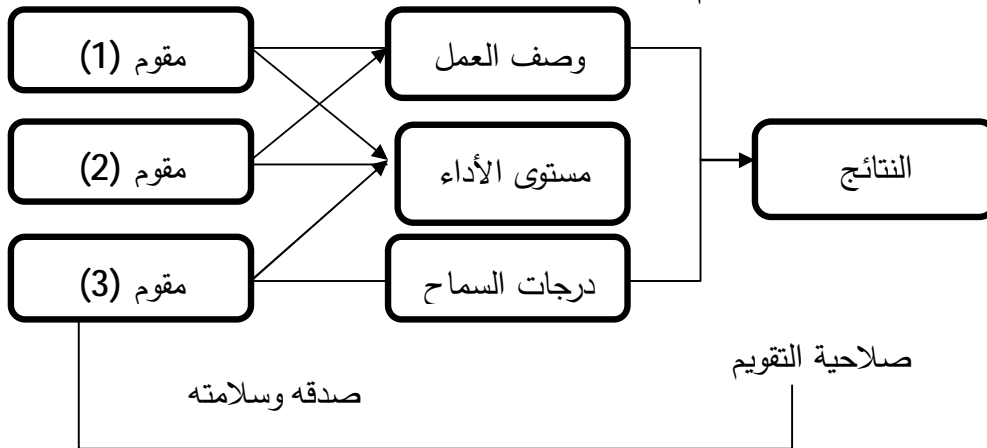 مقوم (1)
وصف العمل
مقوم (2)
مستوى الأداء
النتائج
مقوم (3)
درجات السماح
صلاحية التقويم
صدقه وسلامته